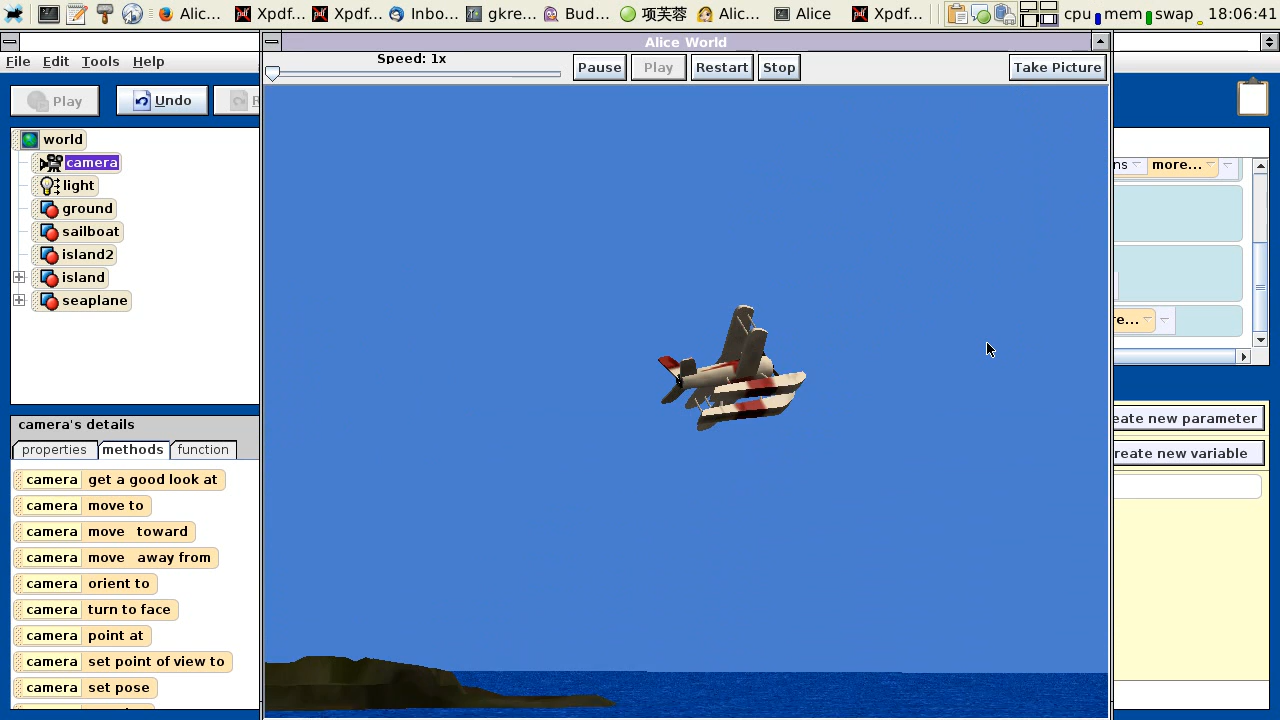 Alic... Xpdf... Xpdf... Inbo... gkre... Bud... 项芙蓉 Alic... Alice Xpdf... cpu mem swap 18:06:41
Alice World
File Edit Tools Help
Speed: 1x
Pause Play Restart Stop Take Picture
Play Undo R
world
camera
light
ground
sailboat
island2
island
seaplane
ns more...
re...
camera's details
properties methods function
camera get a good look at
camera move to
camera move toward
camera move away from
camera orient to
camera turn to face
camera point at
camera set point of view to
camera set pose
eate new parameter
reate new variable